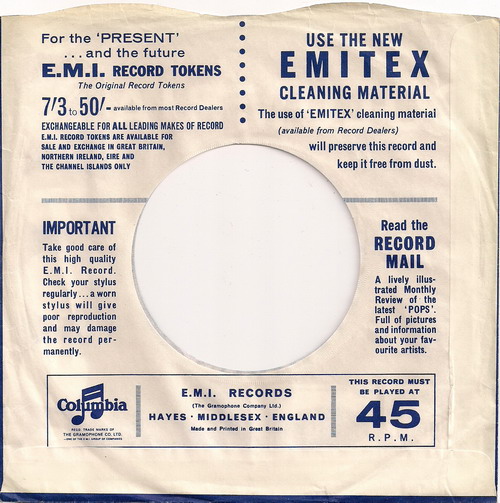 For the 'PRESENT'
...and the future
E.M.I. RECORD TOKENS
The Original Record Tokens
7/3 to 50/- available from most Record Dealers
EXCHANGEABLE FOR ALL LEADING MAKES OF RECORD
E.M.I. RECORD TOKENS ARE AVAILABLE FOR
SALE AND EXCHANGE IN GREAT BRITAIN,
NORTHERN IRELAND, EIRE AND
THE CHANNEL ISLANDS ONLY
USE THE NEW
EMITEX
CLEANING MATERIAL
The use of 'EMITEX' cleaning material
(available from Record Dealers)
will preserve this record and
keep it free from dust.
IMPORTANT
Take good care of
this high quality
E.M.I. Record.
Check your stylus
regularly...a worn
stylus will give
poor reproduction
and may damage
the record per-
manently.
Read the
RECORD
MAIL
A lively illus-
trated Monthly
Review of the
latest 'POPS'.
Full of pictures
and information
about your fav-
ourite artists.
Columbia
REGD. TRADE MARKS OF
THE GRAMOPHONE CO. LTD.
...ONE OF THE E.M.I. GROUP OF COMPANIES
E.M.I. RECORDS
(The Gramophone Company Ltd.)
HAYES · MIDDLESEX · ENGLAND
Made and Printed in Great Britain
THIS RECORD MUST
BE PLAYED AT
45
R.P.M.